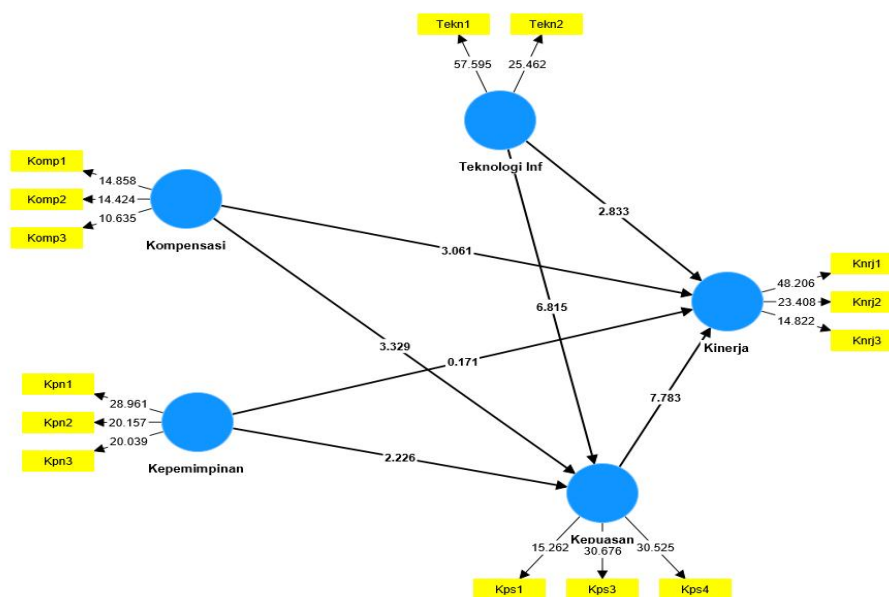 Tekn1
Tekn2
57.595
25.462
Teknologi Inf
Komp1
14.858
Komp2
14.424
Komp3
10.635
Kompensasi
2.833
3.061
6.815
Knrj1
48.206
Knrj2
23.408
Knrj3
14.822
Kinerja
3.329
0.171
7.783
Kpn1
28.961
Kpn2
20.157
Kpn3
20.039
Kepemimpinan
2.226
Kepuasan
15.262
30.676
30.525
Kps1
Kps3
Kps4